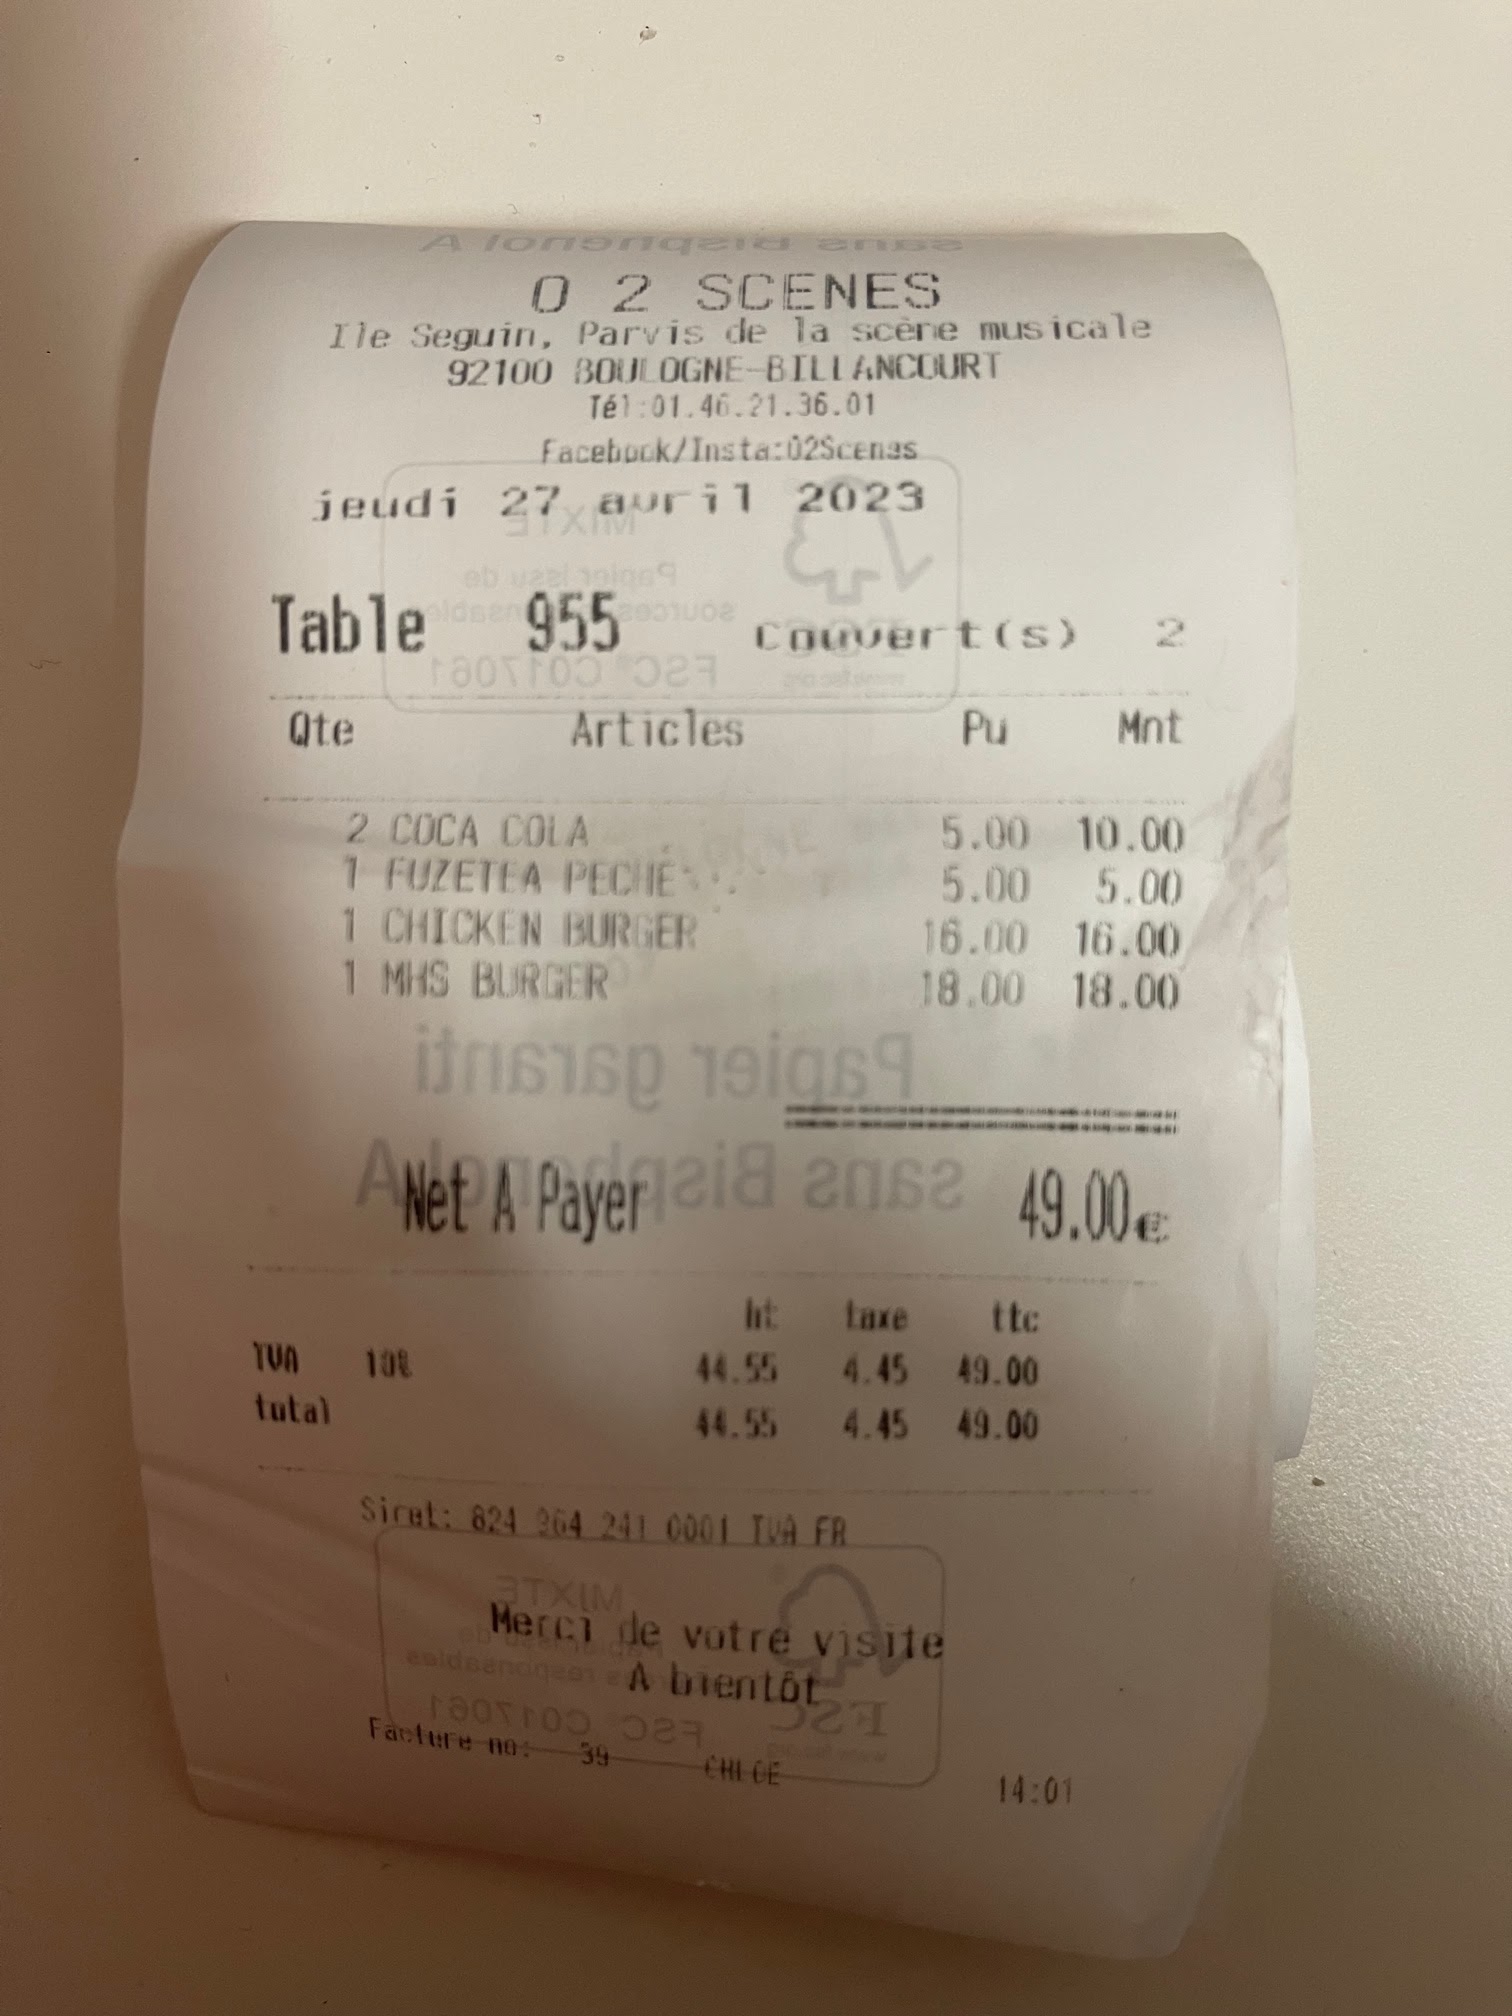 O 2 SCENES
Ile Seguin, Parvis de la scène musicale
92100 BOULOGNE-BILLANCOURT
Tél:01.46.21.36.01
Facebook/Insta:O2Scenes
jeudi 27 avril 2023
Table 955 Couvert(s) 2
Qte Articles Pu Mnt
2 COCA COLA 5.00 10.00
1 FUZETEA PECHE 5.00 5.00
1 CHICKEN BURGER 16.00 16.00
1 MHS BURGER 18.00 18.00
Papier garanti
sans Bisphenol A
Net A Payer 49.00€
ht taxe ttc
TVA 10% 44.55 4.45 49.00
total 44.55 4.45 49.00
Siret: 824 964 241 0001 TVA FR
Merci de votre visite
A bientôt
Facture no: 39 CHLOE 14:01